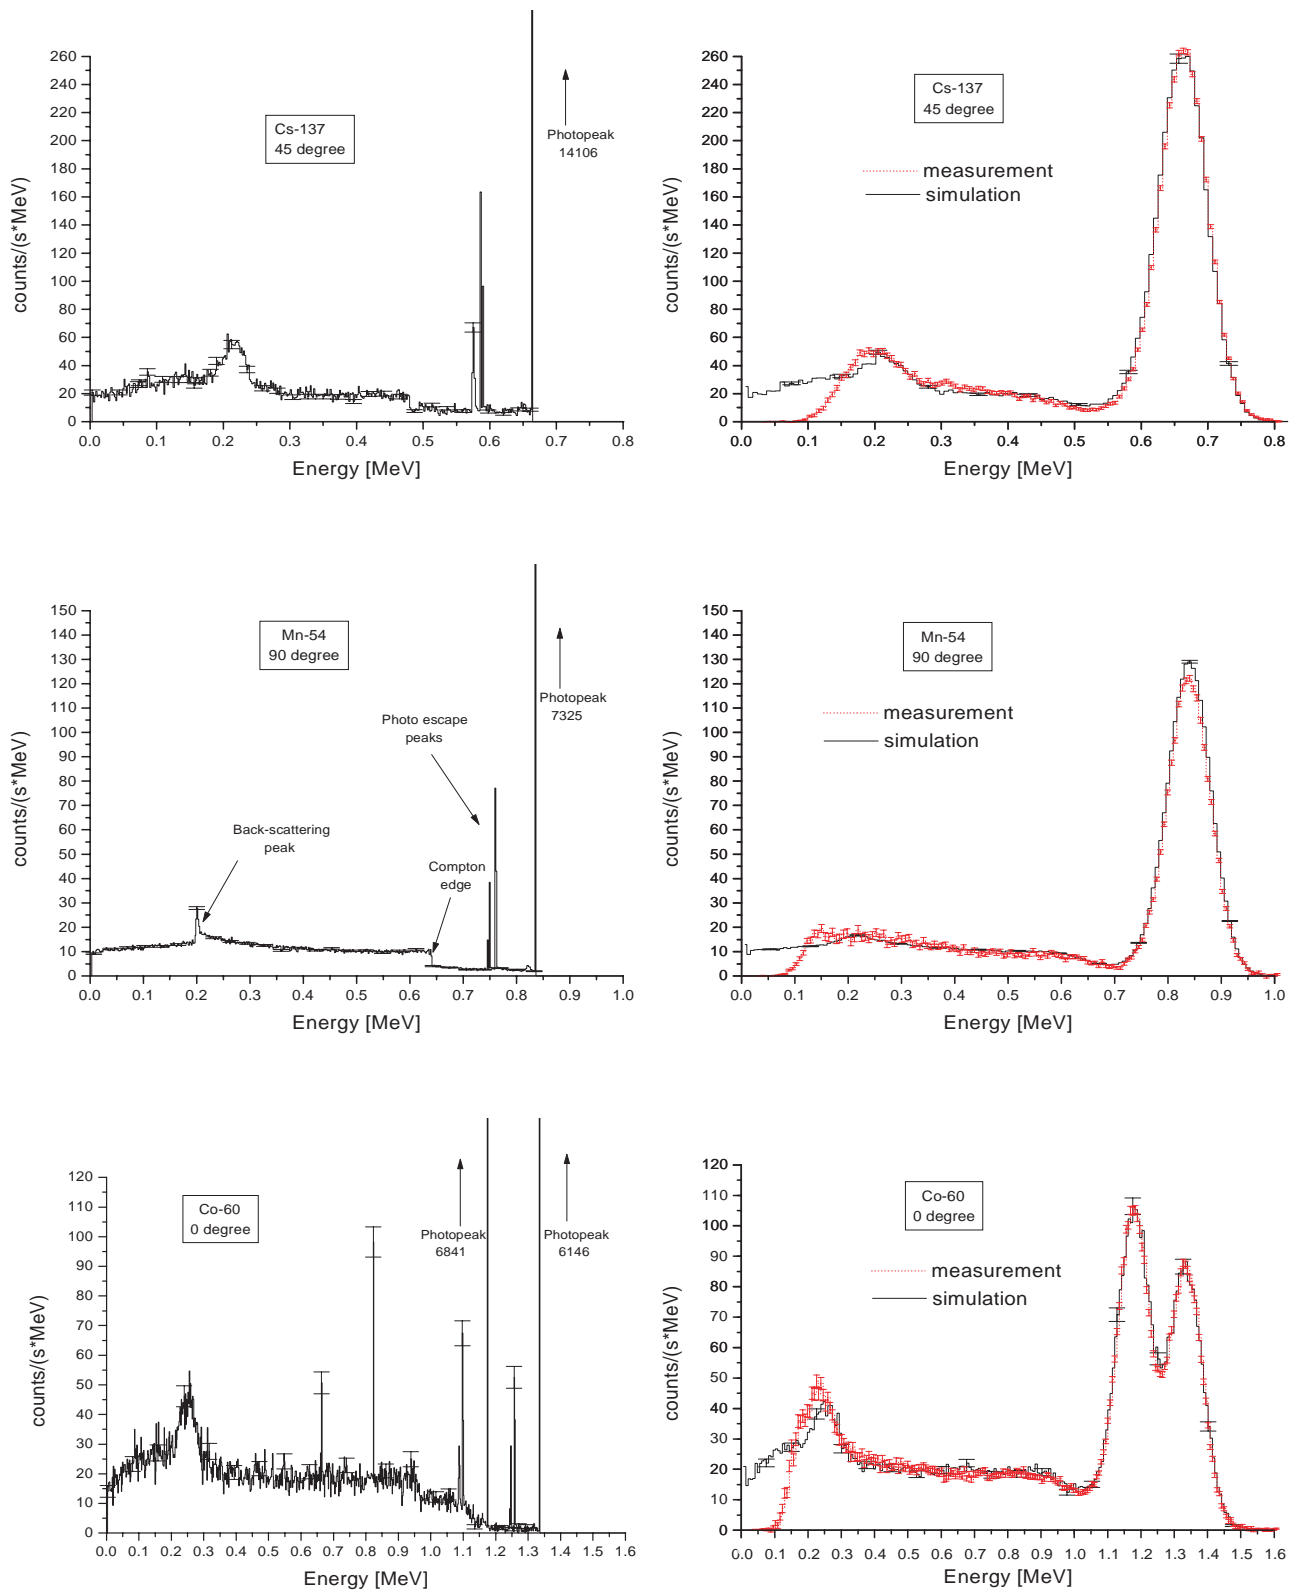 260
240
220
200
180
160
140
120
100
80
60
40
20
0
0.0 0.1 0.2 0.3 0.4 0.5 0.6 0.7 0.8
counts/(s*MeV)
Energy [MeV]
Cs-137
45 degree
Photopeak
14106
260
240
220
200
180
160
140
120
100
80
60
40
20
0
0.0 0.1 0.2 0.3 0.4 0.5 0.6 0.7 0.8
counts/(s*MeV)
Energy [MeV]
Cs-137
45 degree
measurement
simulation
150
140
130
120
110
100
90
80
70
60
50
40
30
20
10
0
0.0 0.1 0.2 0.3 0.4 0.5 0.6 0.7 0.8 0.9 1.0
counts/(s*MeV)
Energy [MeV]
Mn-54
90 degree
Photopeak
7325
Photo escape
peaks
Back-scattering
peak
Compton
edge
150
140
130
120
110
100
90
80
70
60
50
40
30
20
10
0
0.0 0.1 0.2 0.3 0.4 0.5 0.6 0.7 0.8 0.9 1.0
counts/(s*MeV)
Energy [MeV]
Mn-54
90 degree
measurement
simulation
120
110
100
90
80
70
60
50
40
30
20
10
0
0.0 0.1 0.2 0.3 0.4 0.5 0.6 0.7 0.8 0.9 1.0 1.1 1.2 1.3 1.4 1.5 1.6
counts/(s*MeV)
Energy [MeV]
Co-60
0 degree
Photopeak
6841
Photopeak
6146
120
110
100
90
80
70
60
50
40
30
20
10
0
0.0 0.1 0.2 0.3 0.4 0.5 0.6 0.7 0.8 0.9 1.0 1.1 1.2 1.3 1.4 1.5 1.6
counts/(s*MeV)
Energy [MeV]
Co-60
0 degree
measurement
simulation